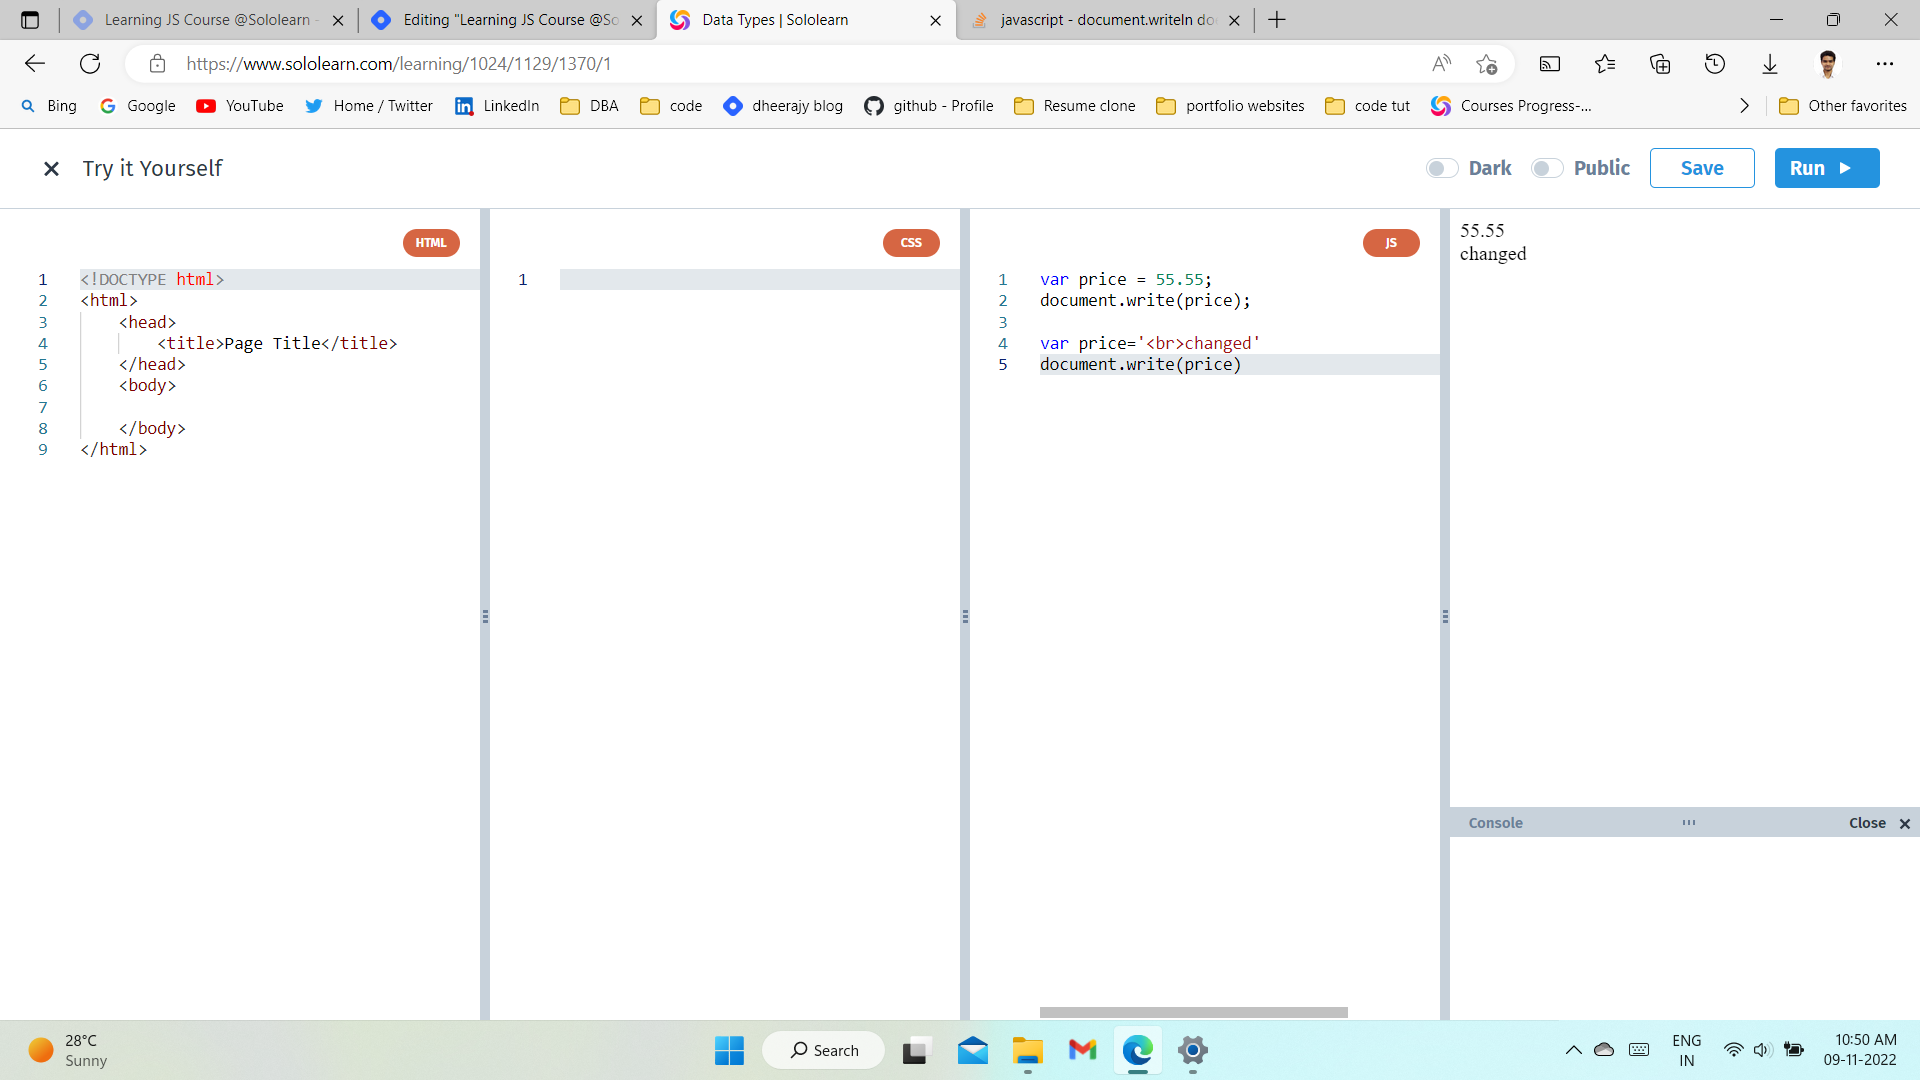 Learning JS Course @Sololearn -
Editing "Learning JS Course @So
Data Types | Sololearn
javascript - document.writeln do
https://www.sololearn.com/learning/1024/1129/1370/1
Bing
Google
YouTube
Home / Twitter
LinkedIn
DBA
code
dheerajy blog
github - Profile
Resume clone
portfolio websites
code tut
Courses Progress-...
Other favorites
Try it Yourself
Dark
Public
Save
Run
HTML
1 <!DOCTYPE html>
2 <html>
3 <head>
4 <title>Page Title</title>
5 </head>
6 <body>
7
8 </body>
9 </html>
CSS
1
JS
1 var price = 55.55;
2 document.write(price);
3
4 var price='<br>changed'
5 document.write(price)
55.55
changed
Console
Close
28°C
Sunny
Search
ENG
IN
10:50 AM
09-11-2022